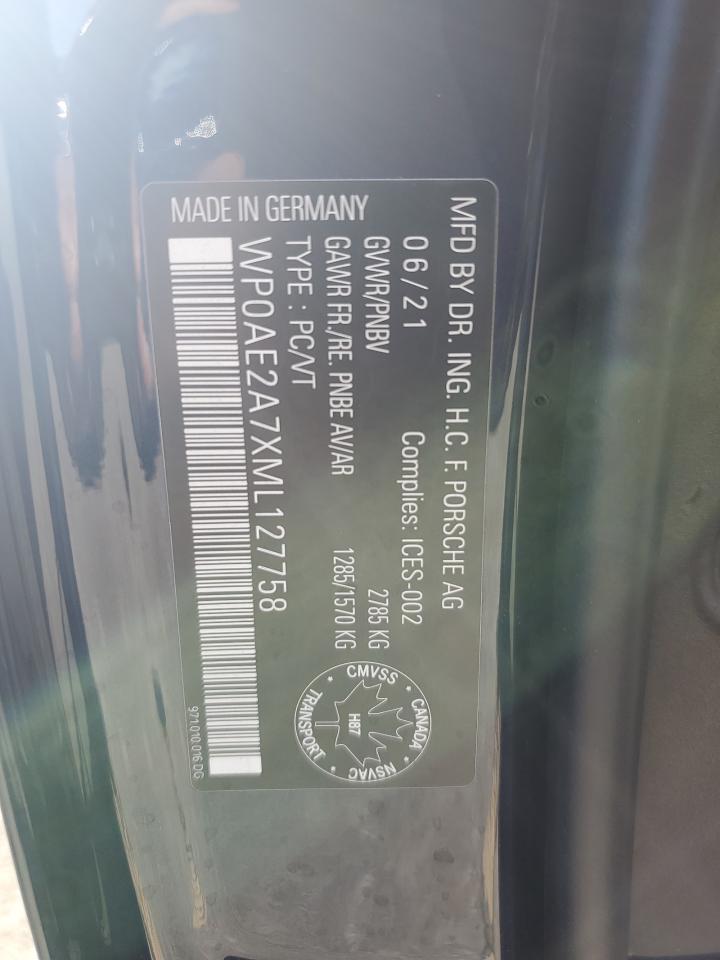 MFD BY DR. ING. H.C. F. PORSCHE AG
06/21 Complies: ICES-002
GVWR/PNBV 2785 KG
GAWR FR./RE. PNBE AV/AR 1285/1570 KG
TYPE : PC/VT
WP0AE2A7XML127758
MADE IN GERMANY
971.010.016.DG
CANADA
CMVSS
TRANSPORT
NSVAC
H87